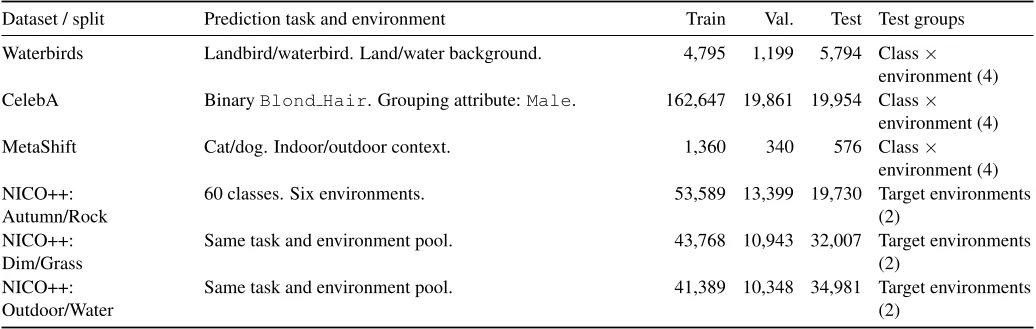 Dataset / split Prediction task and environment Train Val. Test Test groups
Waterbirds Landbird/waterbird. Land/water background. 4,795 1,199 5,794 Class ×
environment (4)
CelebA Binary Blond_Hair. Grouping attribute: Male. 162,647 19,861 19,954 Class ×
environment (4)
MetaShift Cat/dog. Indoor/outdoor context. 1,360 340 576 Class ×
environment (4)
NICO++: 60 classes. Six environments. 53,589 13,399 19,730 Target environments
Autumn/Rock (2)
NICO++: Same task and environment pool. 43,768 10,943 32,007 Target environments
Dim/Grass (2)
NICO++: Same task and environment pool. 41,389 10,348 34,981 Target environments
Outdoor/Water (2)